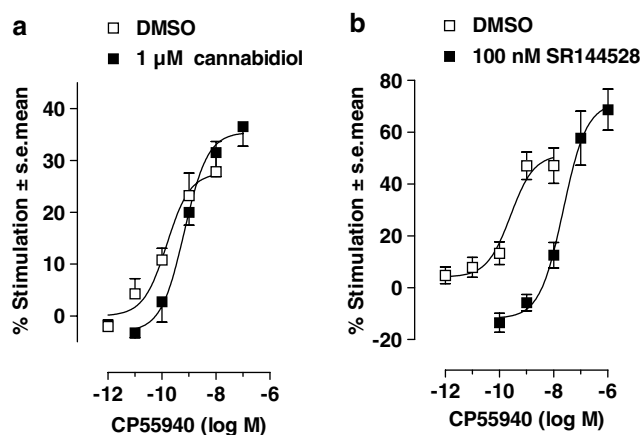 a
DMSO
1 µM cannabidiol
% Stimulation ± s.e.mean
40
30
20
10
0
-12
-10
-8
-6
CP55940 (log M)
b
DMSO
100 nM SR144528
% Stimulation ± s.e.mean
80
60
40
20
0
-20
-12
-10
-8
-6
CP55940 (log M)